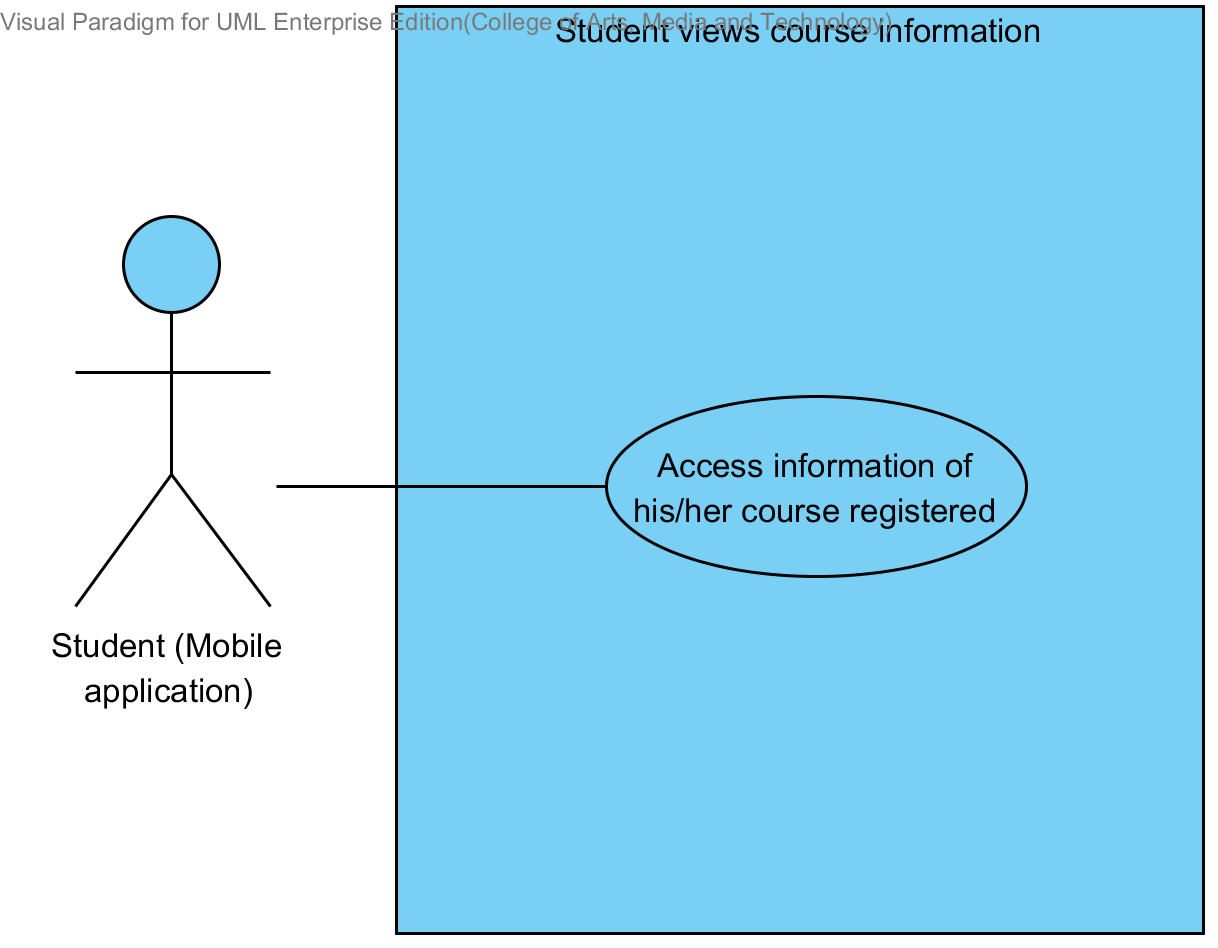 Visual Paradigm for UML Enterprise Edition(College of Arts, Media and Technology)
Student views course information
Access information of
his/her course registered
Student (Mobile
application)